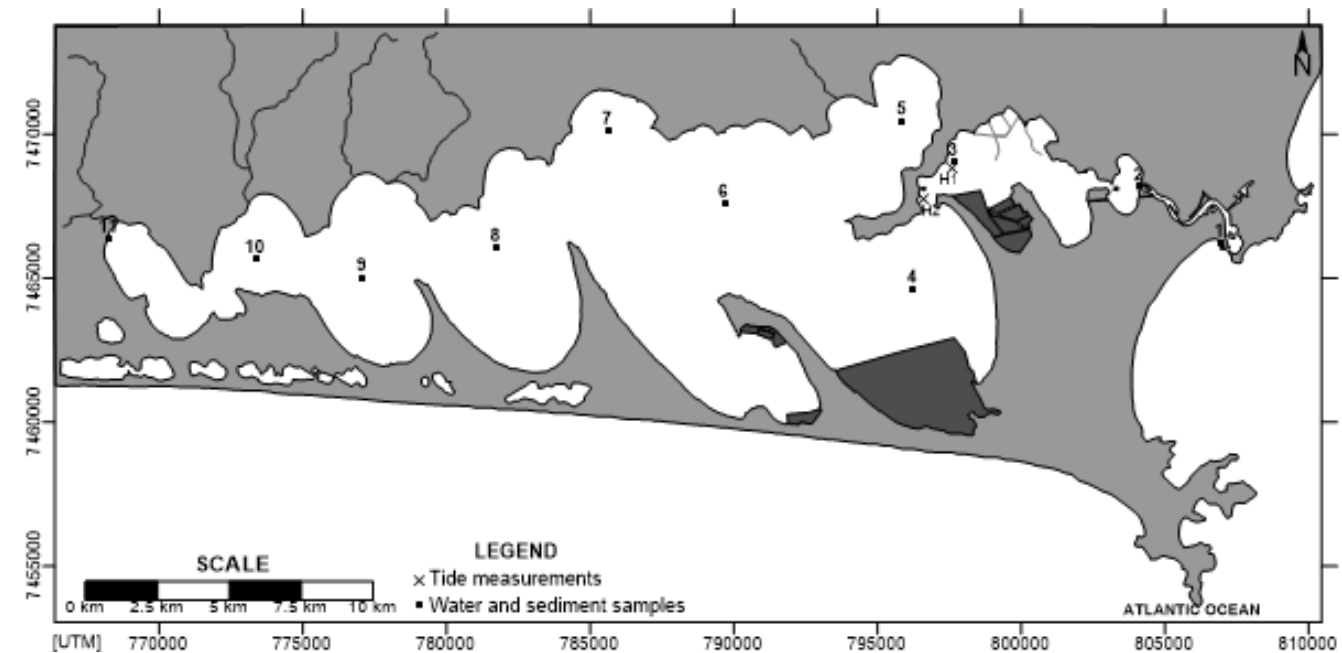 N
5
7
7470000
3
H1
2
6
H2
11
1
10
8
9
7465000
4
7460000
SCALE
LEGEND
× Tide measurements
0 km 2.5 km 5 km 7.5 km 10 km
▪ Water and sediment samples
ATLANTIC OCEAN
7455000
[UTM] 770000 775000 780000 785000 790000 795000 800000 805000 810000